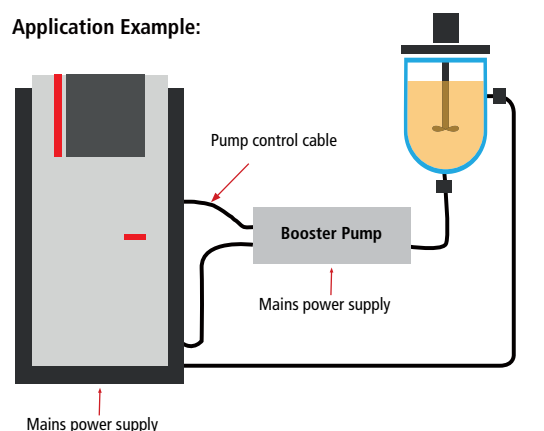 Application Example:
Pump control cable
Booster Pump
Mains power supply
Mains power supply